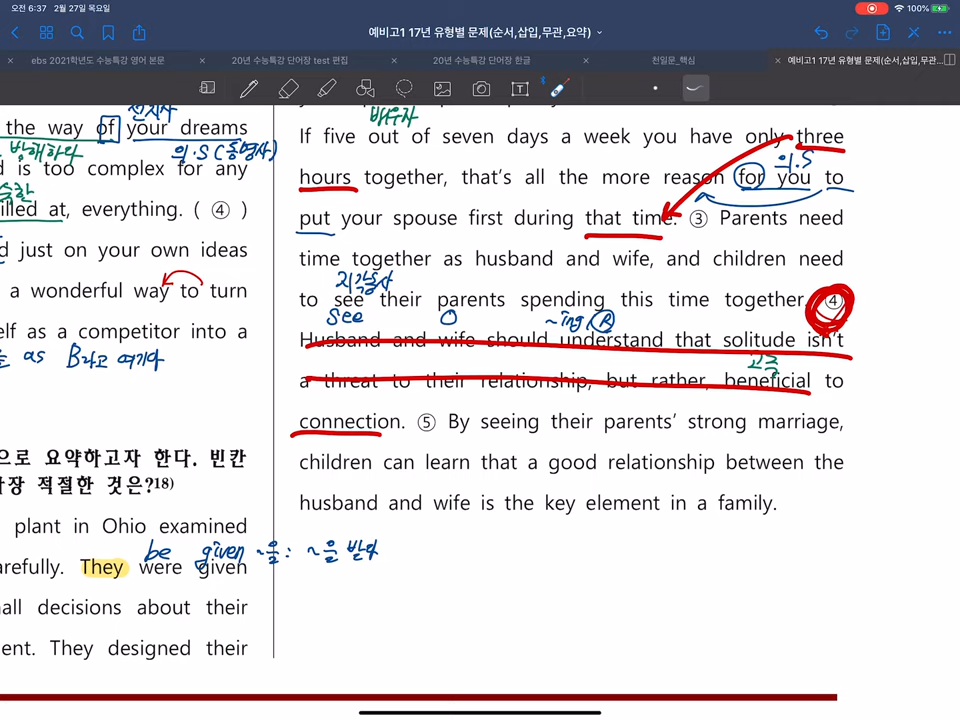 오전 6:37 2월 27일 목요일
100%
예비고1 17년 유형별 문제(순서,삽입,무관,요약)
ebs 2021학년도 수능특강 영어 본문
20년 수능특강 단어장 test 편집
20년 수능특강 단어장 한글
천일문_핵심
예비고1 17년 유형별 문제(순서,삽입,무관...
전치사
the way of your dreams
방해하다
의.S (동명사)
d is too complex for any
숙한
illed at, everything. ( ④ )
d just on your own ideas
a wonderful way to turn
elf as a competitor into a
as B라고 여기다
으로 요약하고자 한다. 빈칸
가장 적절한 것은?18)
plant in Ohio examined
be given ~을: ~을 받다
arefully. They were given
nall decisions about their
ent. They designed their
배우자
If five out of seven days a week you have only three
의.S
hours together, that's all the more reason for you to
put your spouse first during that time. ③ Parents need
time together as husband and wife, and children need
지각동사
to see their parents spending this time together. ④
see O ~ing, R
Husband and wife should understand that solitude isn't
a threat to their relationship, but rather, beneficial to
connection. ⑤ By seeing their parents' strong marriage,
children can learn that a good relationship between the
husband and wife is the key element in a family.